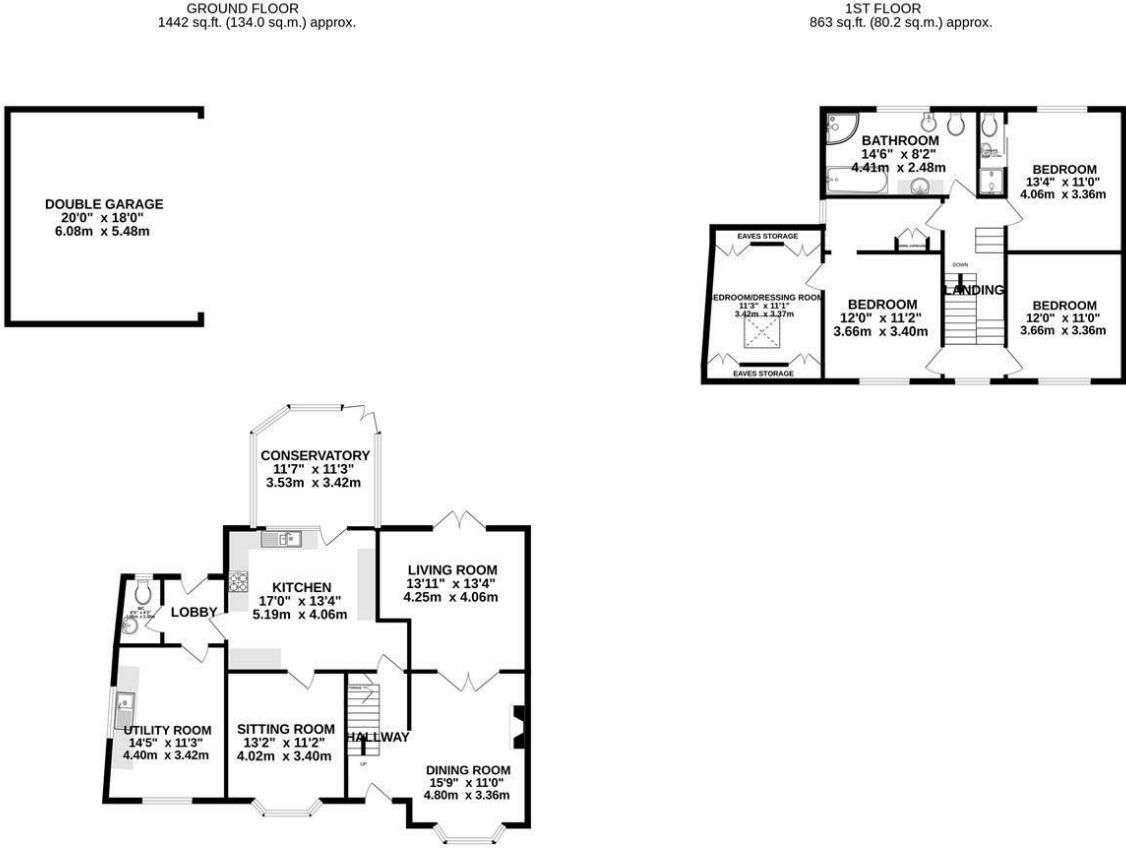 GROUND FLOOR
1442 sq.ft. (134.0 sq.m.) approx.
1ST FLOOR
863 sq.ft. (80.2 sq.m.) approx.
DOUBLE GARAGE
20'0" x 18'0"
6.08m x 5.48m
BATHROOM
14'6" x 8'2"
4.41m x 2.48m
BEDROOM
13'4" x 11'0"
4.06m x 3.36m
EAVES STORAGE
BEDROOM/DRESSING ROOM
11'3" x 11'1"
3.42m x 3.37m
EAVES STORAGE
BEDROOM
12'0" x 11'2"
3.66m x 3.40m
DOWN
LANDING
BEDROOM
12'0" x 11'0"
3.66m x 3.36m
CONSERVATORY
11'7" x 11'3"
3.53m x 3.42m
KITCHEN
17'0" x 13'4"
5.19m x 4.06m
LIVING ROOM
13'11" x 13'4"
4.25m x 4.06m
WC
LOBBY
UTILITY ROOM
14'5" x 11'3"
4.40m x 3.42m
SITTING ROOM
13'2" x 11'2"
4.02m x 3.40m
HALLWAY
UP
DINING ROOM
15'9" x 11'0"
4.80m x 3.36m